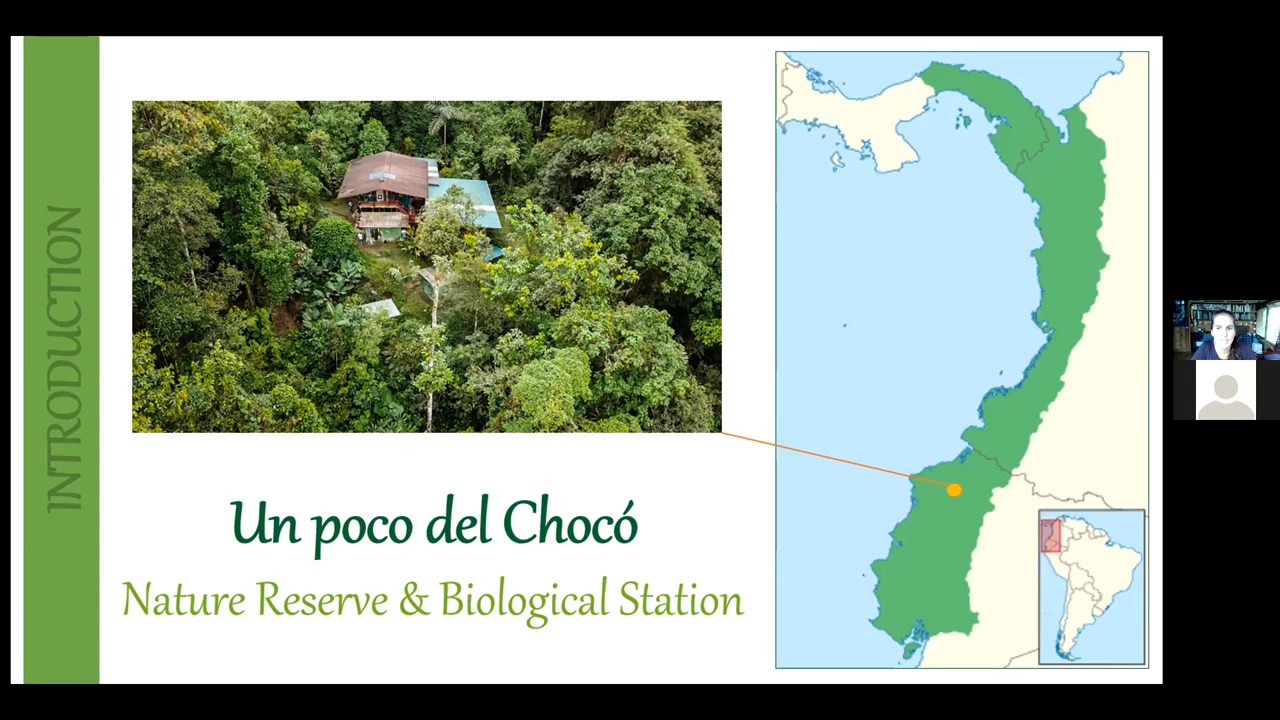 INTRODUCTION
Un poco del Chocó
Nature Reserve & Biological Station